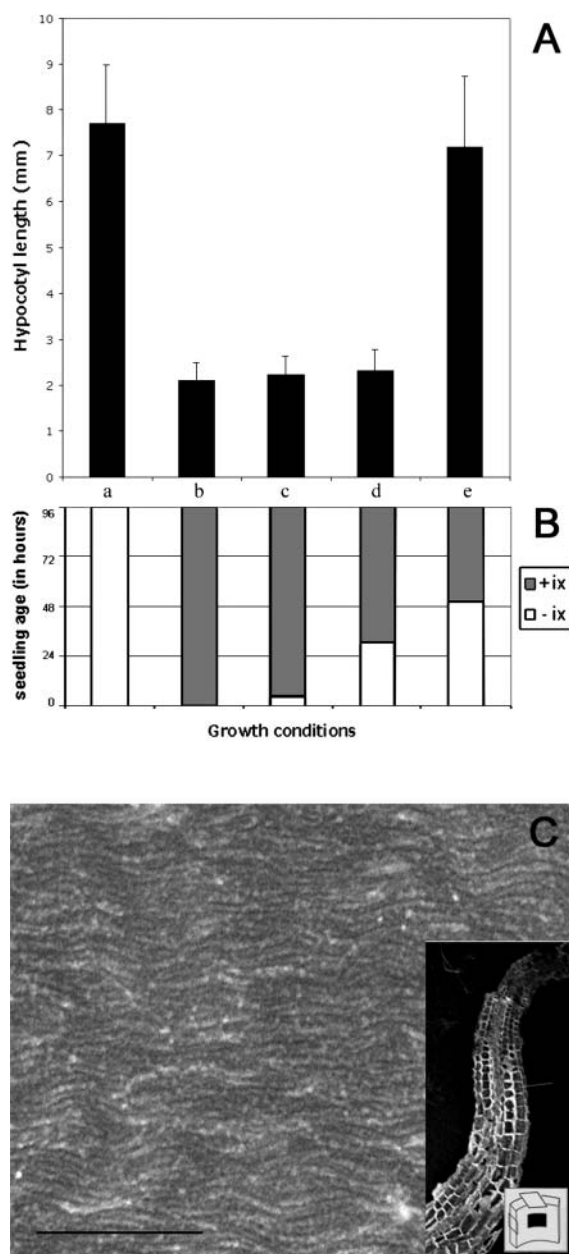 A
Hypocotyl length (mm)
10
9
8
7
6
5
4
3
2
1
0
a b c d e
B
seedling age (in hours)
96
72
48
24
0
+ ix
- ix
Growth conditions
C